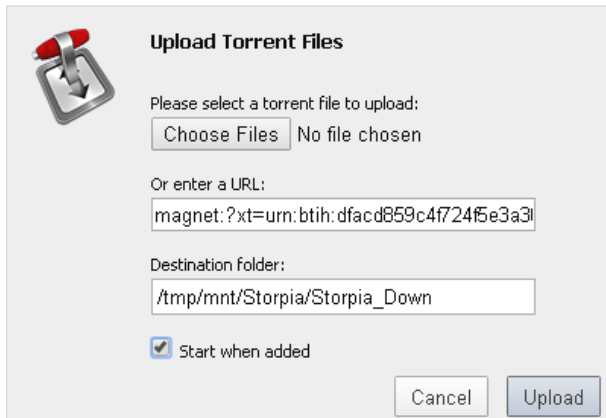 Upload Torrent Files
Please select a torrent file to upload:
Choose Files No file chosen
Or enter a URL:
magnet:?xt=urn:btih:dfacd859c4f724f5e3a3
Destination folder:
/tmp/mnt/Storpia/Storpia_Down
Start when added
Cancel Upload